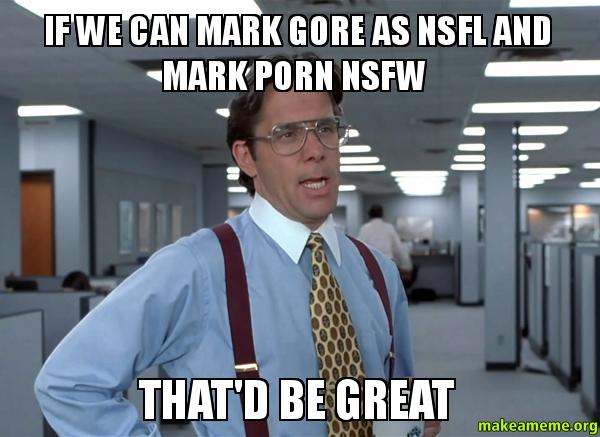 IF WE CAN MARK GORE AS NSFL AND
MARK PORN NSFW
THAT'D BE GREAT
makeameme.org